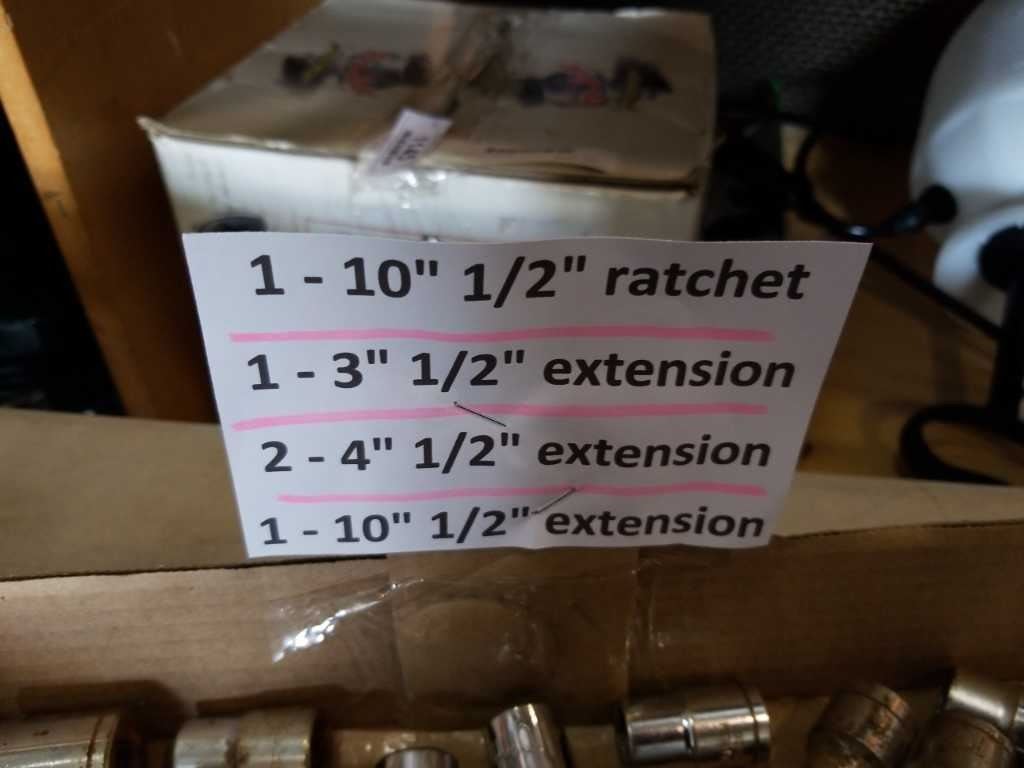 1 - 10" 1/2" ratchet
1 - 3" 1/2" extension
2 - 4" 1/2" extension
1 - 10" 1/2" extension